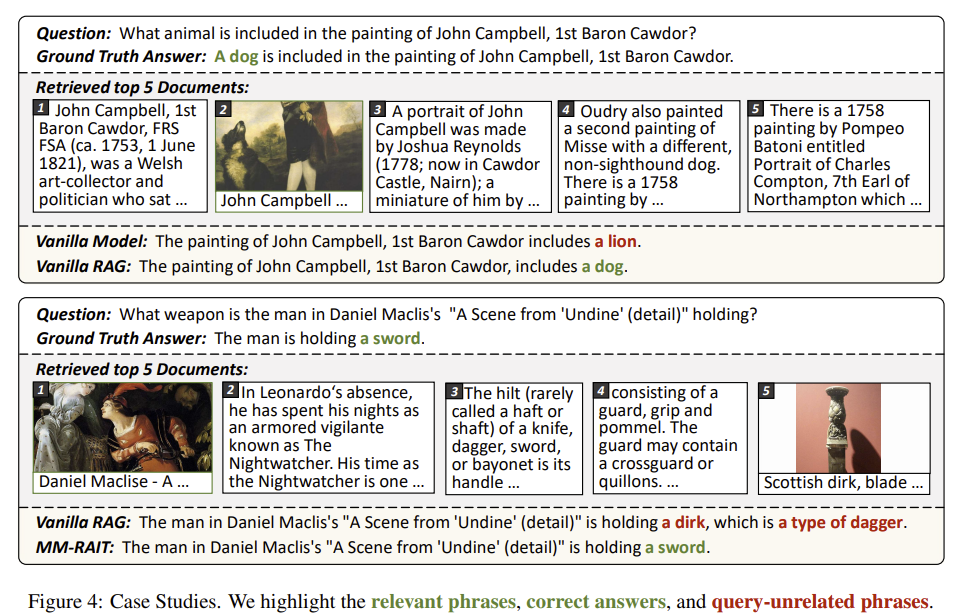 Question: What animal is included in the painting of John Campbell, 1st Baron Cawdor?
Ground Truth Answer: A dog is included in the painting of John Campbell, 1st Baron Cawdor.
Retrieved top 5 Documents:
1 John Campbell, 1st
Baron Cawdor, FRS
FSA (ca. 1753, 1 June
1821), was a Welsh
art-collector and
politician who sat ...
2
John Campbell ...
3 A portrait of John
Campbell was made
by Joshua Reynolds
(1778; now in Cawdor
Castle, Nairn); a
miniature of him by ...
4 Oudry also painted
a second painting of
Misse with a different,
non-sighthound dog.
There is a 1758
painting by ...
5 There is a 1758
painting by Pompeo
Batoni entitled
Portrait of Charles
Compton, 7th Earl of
Northampton which ...
Vanilla Model: The painting of John Campbell, 1st Baron Cawdor includes a lion.
Vanilla RAG: The painting of John Campbell, 1st Baron Cawdor, includes a dog.
Question: What weapon is the man in Daniel Maclis's "A Scene from 'Undine' (detail)" holding?
Ground Truth Answer: The man is holding a sword.
Retrieved top 5 Documents:
1
Daniel Maclise - A ...
2 In Leonardo's absence,
he has spent his nights as
an armored vigilante
known as The
Nightwatcher. His time as
the Nightwatcher is one ...
3 The hilt (rarely
called a haft or
shaft) of a knife,
dagger, sword,
or bayonet is its
handle ...
4 consisting of a
guard, grip and
pommel. The
guard may contain
a crossguard or
quillons. ...
5
Scottish dirk, blade ...
Vanilla RAG: The man in Daniel Maclis's "A Scene from 'Undine' (detail)" is holding a dirk, which is a type of dagger.
MM-RAIT: The man in Daniel Maclis's "A Scene from 'Undine' (detail)" is holding a sword.
Figure 4: Case Studies. We highlight the relevant phrases, correct answers, and query-unrelated phrases.